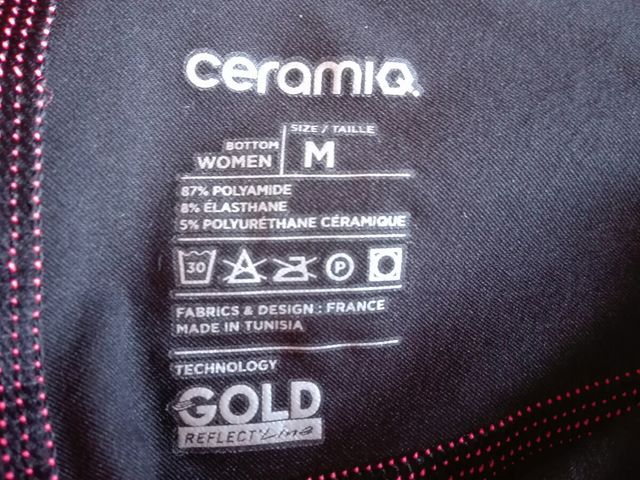 ceramiQ.
SIZE / TAILLE
BOTTOM
WOMEN
M
87% POLYAMIDE
8% ÉLASTHANE
5% POLYURÉTHANE CÉRAMIQUE
30
P
FABRICS & DESIGN : FRANCE
MADE IN TUNISIA
TECHNOLOGY
GOLD
REFLECT'Line